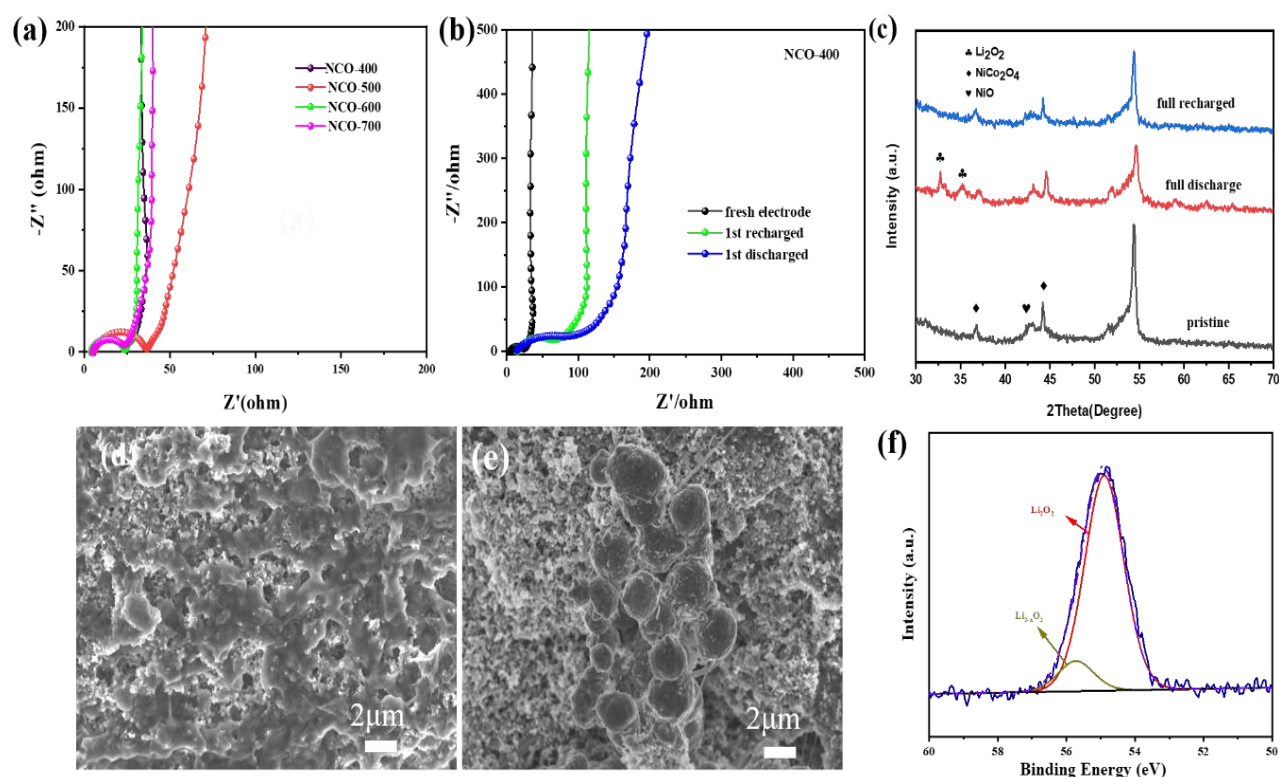 (a)
200
150
100
50
0
0
50
100
150
200
-Z'' (ohm)
Z'(ohm)
NCO-400
NCO-500
NCO-600
NCO-700
(a)
(b)
500
400
300
200
100
0
0
100
200
300
400
500
-Z''/ohm
Z'/ohm
NCO-400
fresh electrode
1st recharged
1st discharged
(c)
♣ Li₂O₂
♦ NiCo₂O₄
♥ NiO
full recharged
♣
♣
full discharge
♦
♥
♦
pristine
Intensity (a.u.)
30 35 40 45 50 55 60 65 70
2Theta(Degree)
(d)
2μm
(e)
2μm
(f)
Li₂O₂
Li₂₋ₓO₂
Intensity (a.u.)
60 58 56 54 52 50
Binding Energy (eV)